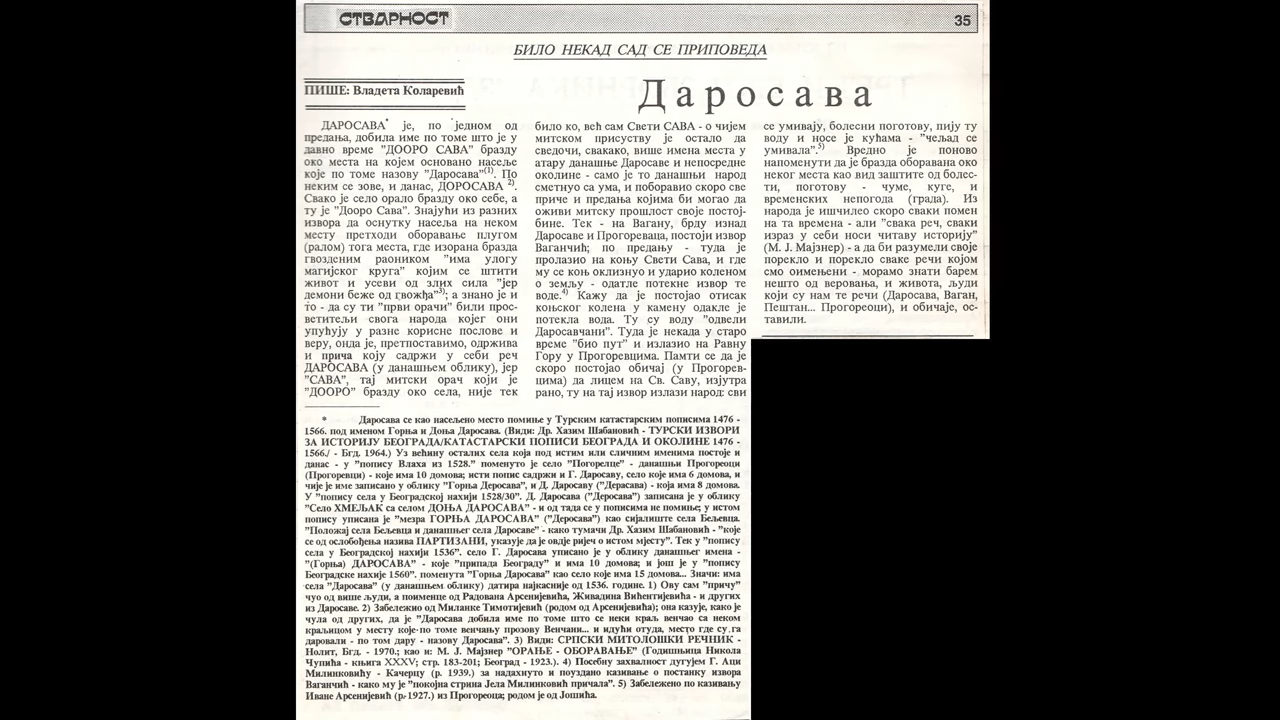 СТВАРНОСТ
35
БИЛО НЕКАД САД СЕ ПРИПОВЕДА
ПИШЕ: Владета Коларевић
Даросава
ДАРОСАВА* је, по једном од
предања, добила име по томе што је у
давно време "ДООРО САВА" бразду
око места на којем основано насеље
које по томе назову "Даросава"(1). По
неким се зове, и данас, ДОРОСАВА 2).
Свако је село орало бразду око себе, а
ту је "Дооро Сава". Знајући из разних
извора да оснутку насеља на неком
месту претходи оборавање плугом
(ралом) тога места, где изорана бразда
гвозденим раоником "има улогу
магијског круга" којим се штити
живот и усеви од злих сила "јер
демони беже од гвожђа"3); а знано је и
то - да су ти "први орачи" били прос-
ветитељи свога народа којег они
упућују у разне корисне послове и
веру, онда је, претпоставимо, одржива
и прича коју садржи у себи реч
ДАРОСАВА (у данашњем облику), јер
"САВА", тај митски орач који је
"ДООРО" бразду око села, није тек
било ко, већ сам Свети САВА - о чијем
митском присуству је остало да
сведочи, свакако, више имена места у
атару данашње Даросаве и непосредне
околине - само је то данашњи народ
сметнуо са ума, и поборавио скоро све
приче и предања којима би могао да
оживи митску прошлост своје постој-
бине. Тек - на Вагану, брду изнад
Даросаве и Прогореваца, постоји извор
Ваганчић; по предању - туда је
пролазио на коњу Свети Сава, и где
му се коњ оклизнуо и ударио коленом
о земљу - одатле потекне извор те
воде.4) Кажу да је постојао отисак
коњског колена у камену одакле је
потекла вода. Ту су воду "одвели
Даросавчани". Туда је некада у старо
време "био пут" и излазио на Равну
Гору у Прогоревцима. Памти се да је
скоро постојао обичај (у Прогорев-
цима) да лицем на Св. Саву, изјутра
рано, ту на тај извор излази народ: сви
се умивају, болесни поготову, пију ту
воду и носе је кућама - "чељад се
умивала".5) Вредно је поново
напоменути да је бразда оборавана око
неког места као вид заштите од болес-
ти, поготову - чуме, куге, и
временских непогода (града). Из
народа је ишчилео скоро сваки помен
на та времена - али "свака реч, сваки
израз у себи носи читаву историју"
(М. Ј. Мајзнер) - а да би разумели своје
порекло и порекло сваке речи којом
смо оимењени - морамо знати барем
нешто од веровања, и живота, људи
који су нам те речи (Даросава, Ваган,
Пештан... Прогореоци), и обичаје, ос-
тавили.
* Даросава се као насељено место помиње у Турским катастарским пописима 1476 -
1566. под именом Горња и Доња Даросава. (Види: Др. Хазим Шабановић - ТУРСКИ ИЗВОРИ
ЗА ИСТОРИЈУ БЕОГРАДА/КАТАСТАРСКИ ПОПИСИ БЕОГРАДА И ОКОЛИНЕ 1476 -
1566./ - Бгд. 1964.) Уз већину осталих села која под истим или сличним именима постоје и
данас - у "попису Влаха из 1528." поменуто је село "Погорелце" - данашњи Прогореоци
(Прогоревци) - које има 10 домова; исти попис садржи и Г. Даросаву, село које има 6 домова, и
чије је име записано у облику "Горња Деросава", и Д. Даросаву ("Дерасава) - која има 8 домова.
У "попису села у Београдској нахији 1528/30". Д. Даросава ("Деросава") записана је у облику
"Село ХМЕЉАК са селом ДОЊА ДАРОСАВА" - и од тада се у пописима не помиње; у истом
попису уписана је "мезра ГОРЊА ДАРОСАВА" ("Деросава") као сијалиште села Бељевца.
"Положај села Бељевца и данашњег села Даросаве" - како тумачи Др. Хазим Шабановић - "које
се од ослобођења назива ПАРТИЗАНИ, указује да је овдје ријеч о истом мјесту". Тек у "попису
села у Београдској нахији 1536". село Г. Даросава уписано је у облику данашњег имена -
"(Горња) ДАРОСАВА" - које "припада Београду" и има 10 домова; и још је у "попису
Београдске нахије 1560". поменута "Горња Даросава" као село које има 15 домова... Значи: има
села "Даросава" (у данашњем облику) датира најкасније од 1536. године. 1) Ову сам "причу"
чуо од више људи, а поименце од Радована Арсенијевића, Живадина Вићентијевића - и других
из Даросаве. 2) Забележио од Миланке Тимотијевић (родом од Арсенијевића); она казује, како је
чула од других, да је "Даросава добила име по томе што се неки краљ венчао са неком
краљицом у месту које по томе венчању прозову Венчани... и идући отуда, место где су га
даровали - по том дару - назову Даросава". 3) Види: СРПСКИ МИТОЛОШКИ РЕЧНИК -
Нолит, Бгд. - 1970.; као и: М. Ј. Мајзнер "ОРАЊЕ - ОБОРАВАЊЕ" (Годишњица Никола
Чупића - књига XXXV; стр. 183-201; Београд - 1923.). 4) Посебну захвалност дугујем Г. Аци
Милинковићу - Качерцу (р. 1939.) за надахнуто и поуздано казивање о постанку извора
Ваганчић - како му је "покојна стрина Јела Милинковић причала". 5) Забележено по казивању
Иване Арсенијевић (р. 1927.) из Прогореоца; родом је од Јошића.